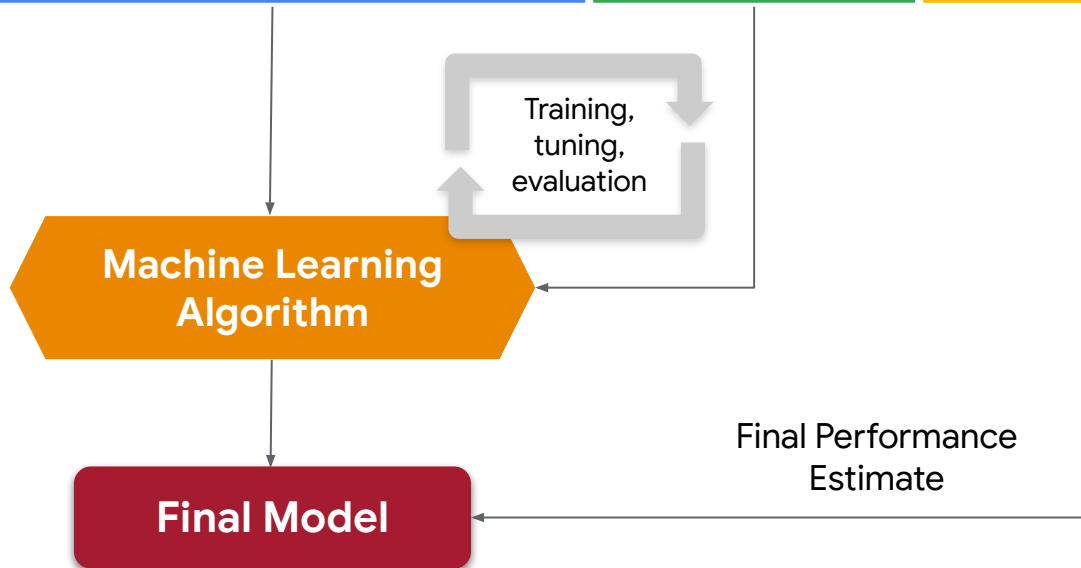 Training,
tuning,
evaluation
Machine Learning
Algorithm
Final Performance
Estimate
Final Model